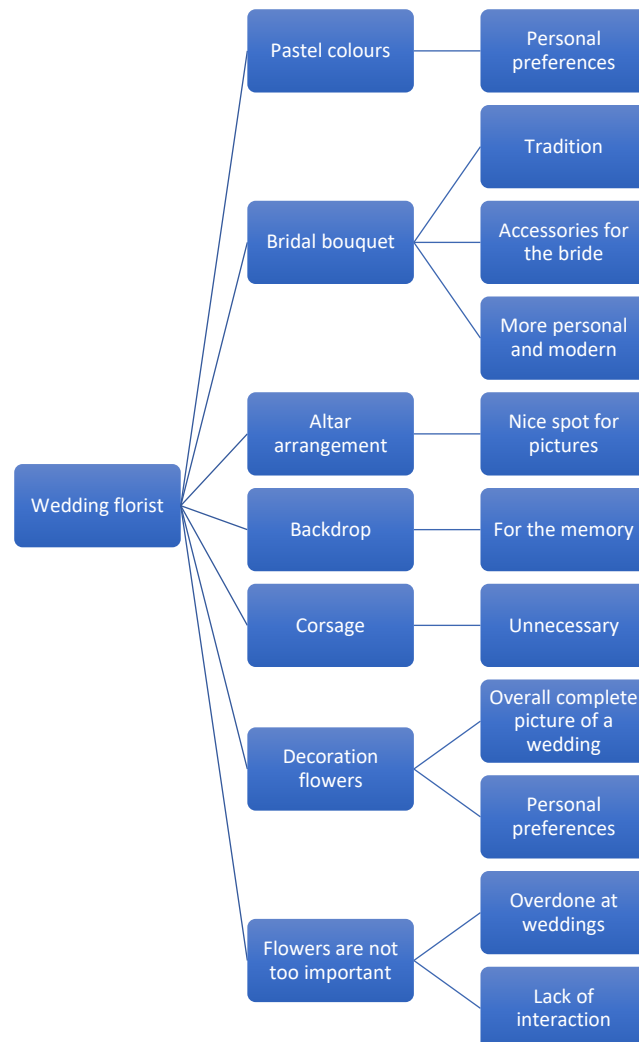 Pastel colours
Personal
preferences
Tradition
Bridal bouquet
Accessories for
the bride
More personal
and modern
Altar
arrangement
Nice spot for
pictures
Wedding florist
Backdrop
For the memory
Corsage
Unnecessary
Decoration
flowers
Overall complete
picture of a
wedding
Personal
preferences
Flowers are not
too important
Overdone at
weddings
Lack of
interaction